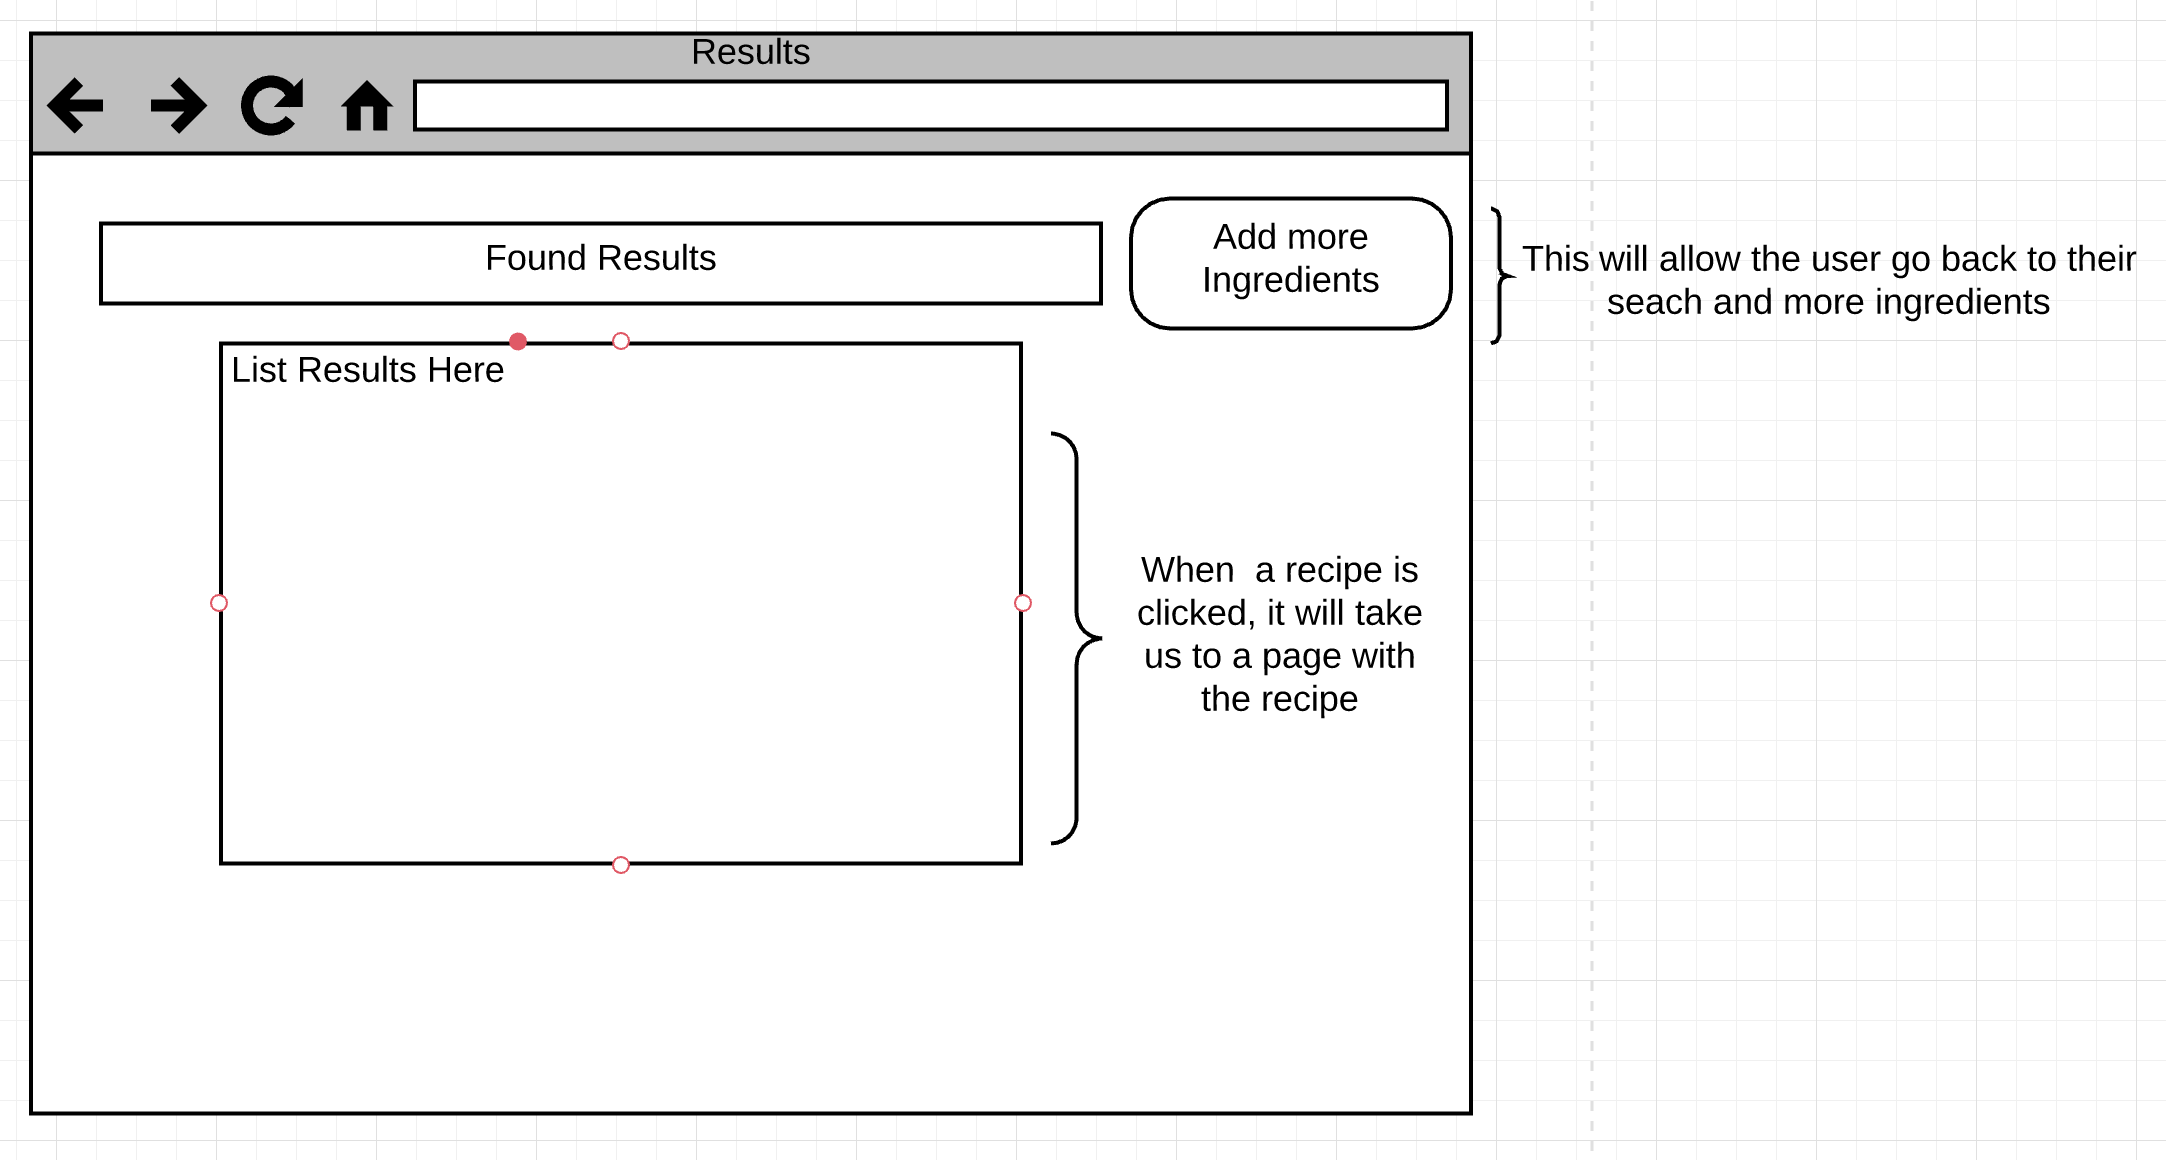 Results
Found Results
Add more
Ingredients
This will allow the user go back to their
seach and more ingredients
List Results Here
When  a recipe is
clicked, it will take
us to a page with
the recipe